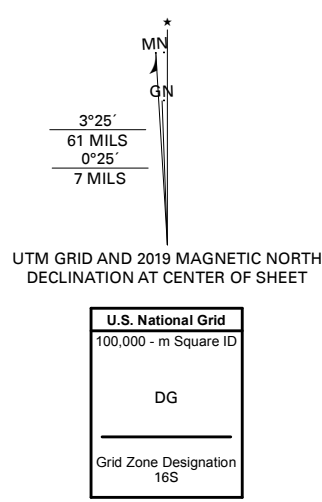 ★
MN
GN
3°25´
61 MILS
0°25´
7 MILS
UTM GRID AND 2019 MAGNETIC NORTH
DECLINATION AT CENTER OF SHEET
U.S. National Grid
100,000 - m Square ID
DG
Grid Zone Designation
16S